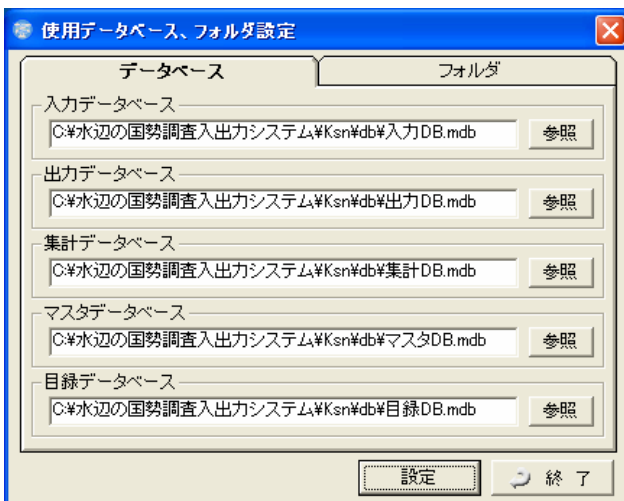 使用データベース、フォルダ設定
データベース フォルダ
入力データベース
C:¥水辺の国勢調査入出力システム¥Ksn¥db¥入力DB.mdb 参照
出力データベース
C:¥水辺の国勢調査入出力システム¥Ksn¥db¥出力DB.mdb 参照
集計データベース
C:¥水辺の国勢調査入出力システム¥Ksn¥db¥集計DB.mdb 参照
マスタデータベース
C:¥水辺の国勢調査入出力システム¥Ksn¥db¥マスタDB.mdb 参照
目録データベース
C:¥水辺の国勢調査入出力システム¥Ksn¥db¥目録DB.mdb 参照
設定 終 了